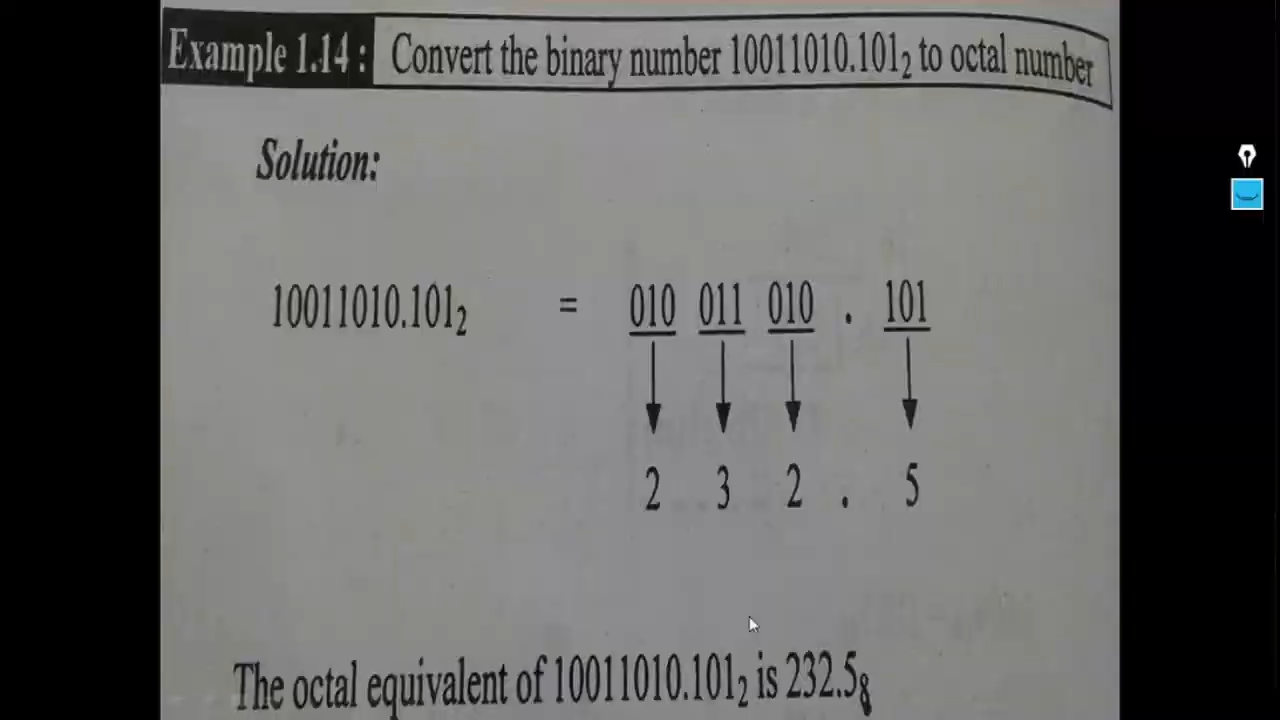 Example 1.14 : Convert the binary number 10011010.101₂ to octal number
Solution:
10011010.101₂ = 010 011 010 . 101
2 3 2 . 5
The octal equivalent of 10011010.101₂ is 232.5₈